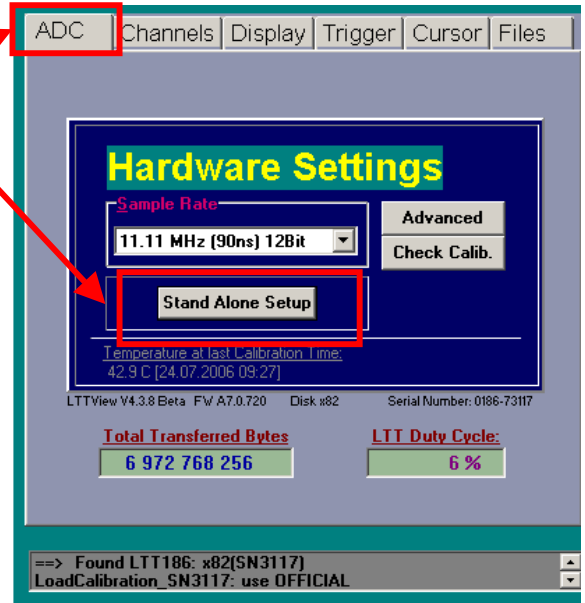 ADC Channels Display Trigger Cursor Files
Hardware Settings
Sample Rate
11.11 MHz (90ns) 12Bit
Advanced
Check Calib.
Stand Alone Setup
Temperature at last Calibration Time:
42.9 C [24.07.2006 09:27]
LTTView V4.3.8 Beta FW A7.0.720 Disk x82 Serial Number: 0186-73117
Total Transferred Bytes LTT Duty Cycle:
6 972 768 256 6 %
==> Found LTT186: x82(SN3117)
LoadCalibration_SN3117: use OFFICIAL